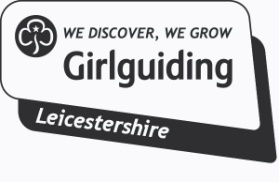 WE DISCOVER, WE GROW
Girlguiding
Leicestershire